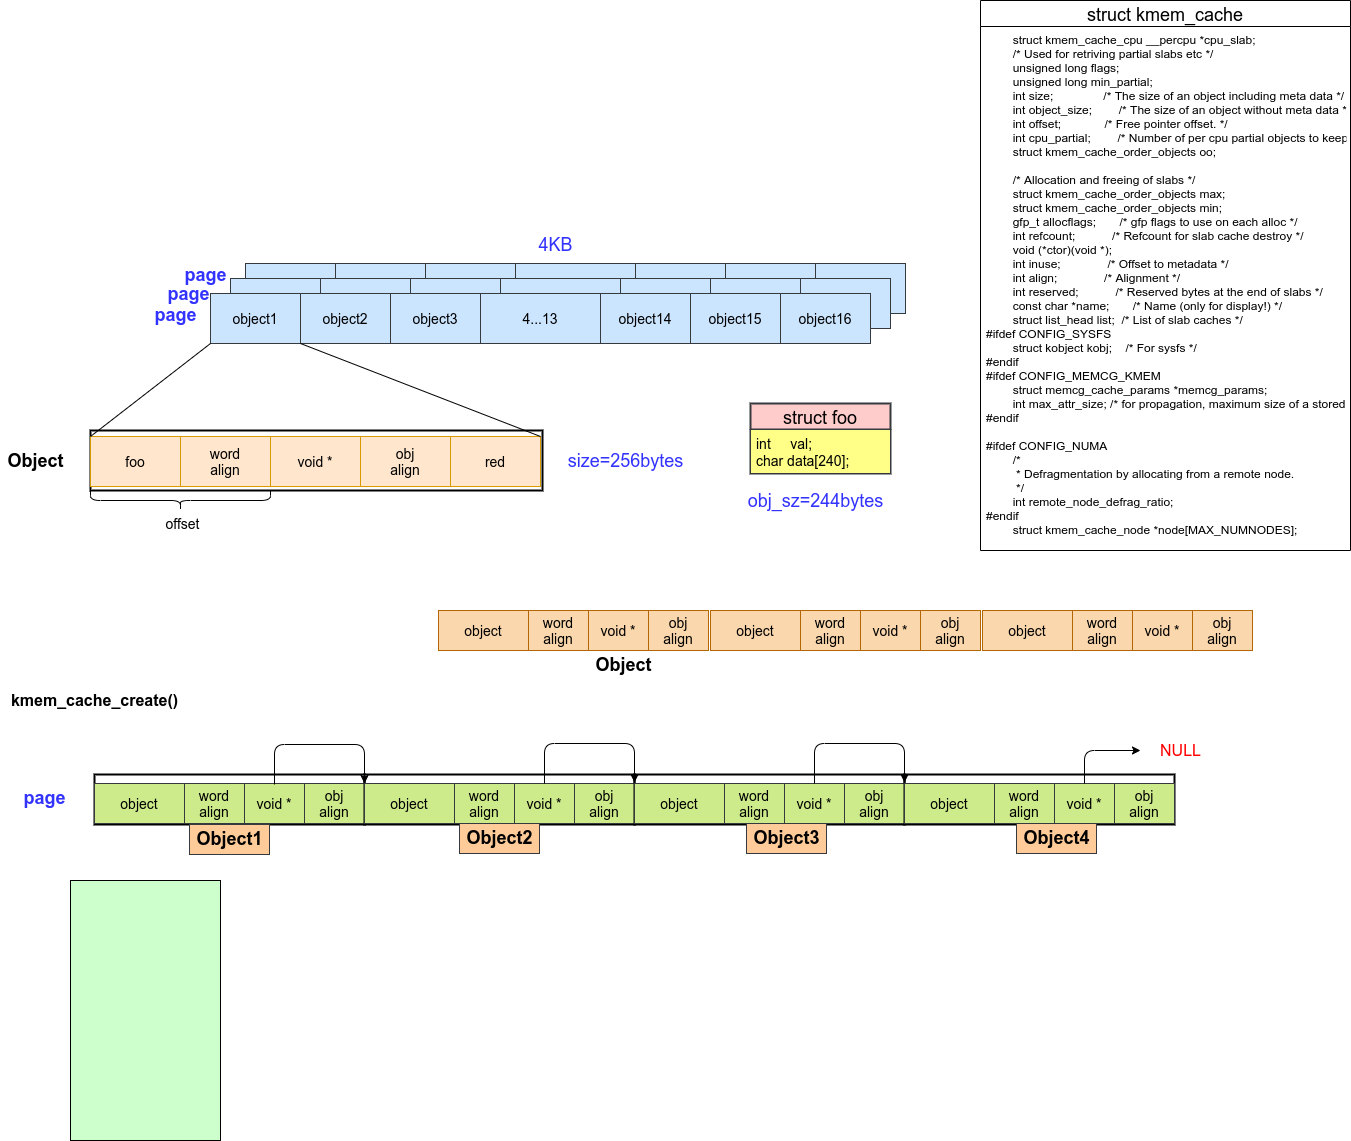 struct kmem_cache
struct kmem_cache_cpu __percpu *cpu_slab;
/* Used for retriving partial slabs etc */
unsigned long flags;
unsigned long min_partial;
int size; /* The size of an object including meta data */
int object_size; /* The size of an object without meta data *
int offset; /* Free pointer offset. */
int cpu_partial; /* Number of per cpu partial objects to keep
struct kmem_cache_order_objects oo;
/* Allocation and freeing of slabs */
struct kmem_cache_order_objects max;
struct kmem_cache_order_objects min;
gfp_t allocflags; /* gfp flags to use on each alloc */
int refcount; /* Refcount for slab cache destroy */
void (*ctor)(void *);
int inuse; /* Offset to metadata */
int align; /* Alignment */
int reserved; /* Reserved bytes at the end of slabs */
const char *name; /* Name (only for display!) */
struct list_head list; /* List of slab caches */
#ifdef CONFIG_SYSFS
struct kobject kobj; /* For sysfs */
#endif
#ifdef CONFIG_MEMCG_KMEM
struct memcg_cache_params *memcg_params;
int max_attr_size; /* for propagation, maximum size of a stored
#endif
#ifdef CONFIG_NUMA
/*
* Defragmentation by allocating from a remote node.
*/
int remote_node_defrag_ratio;
#endif
struct kmem_cache_node *node[MAX_NUMNODES];
4KB
page
page
page
object1 object2 object3 4...13 object14 object15 object16
Object
foo
word
align
void *
obj
align
red
size=256bytes
offset
struct foo
int val;
char data[240];
obj_sz=244bytes
object
word
align
void *
obj
align
object
word
align
void *
obj
align
object
word
align
void *
obj
align
Object
kmem_cache_create()
NULL
page
object
word
align
void *
obj
align
object
word
align
void *
obj
align
object
word
align
void *
obj
align
object
word
align
void *
obj
align
Object1
Object2
Object3
Object4